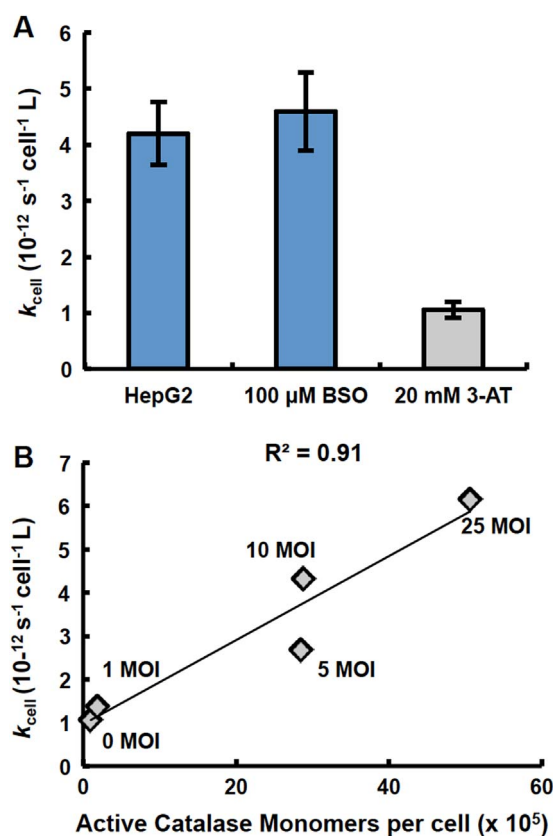 A
k_cell (10⁻¹² s⁻¹ cell⁻¹ L)
6
5
4
3
2
1
0
HepG2 100 µM BSO 20 mM 3-AT
B
R² = 0.91
k_cell (10-¹² s⁻¹ cell⁻¹ L)
7
6
5
4
3
2
1
0
25 MOI
10 MOI
5 MOI
1 MOI
0 MOI
0 20 40 60
Active Catalase Monomers per cell (x 10⁵)